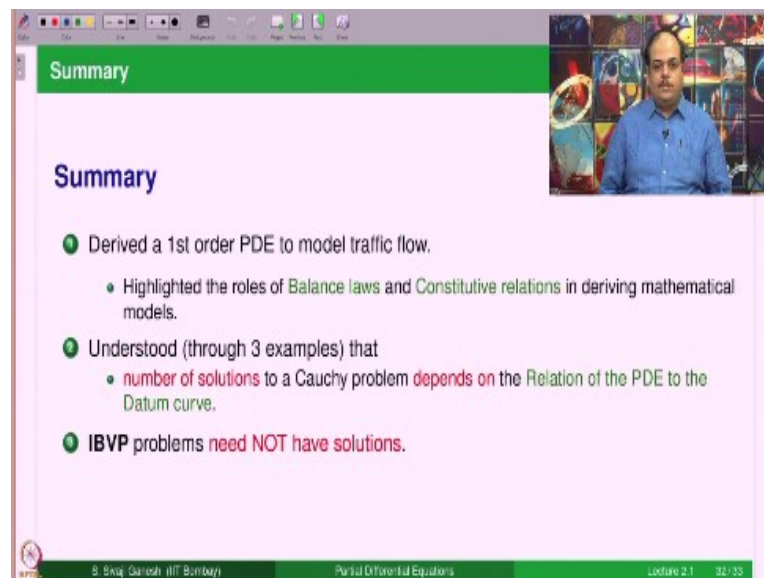 Summary
Summary
1 Derived a 1st order PDE to model traffic flow.
Highlighted the roles of Balance laws and Constitutive relations in deriving mathematical
models.
2 Understood (through 3 examples) that
number of solutions to a Cauchy problem depends on the Relation of the PDE to the
Datum curve.
3 IBVP problems need NOT have solutions.
S. Sivaji Ganesh (IIT Bombay) Partial Differential Equations Lecture 2.1 32/33